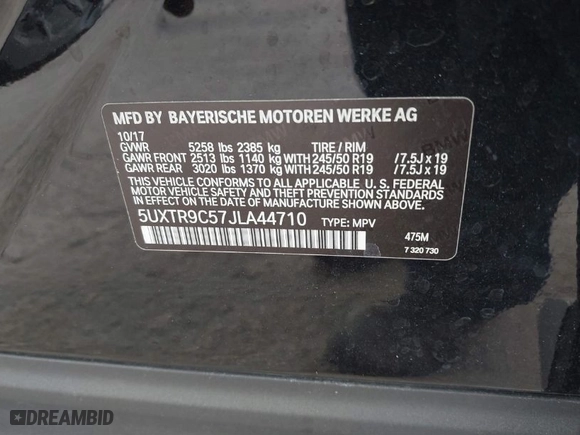 MFD BY BAYERISCHE MOTOREN WERKE AG
10/17
GVWR 5258 lbs 2385 kg TIRE / RIM
GAWR FRONT 2513 lbs 1140 kg WITH 245/50 R19 /7.5J x 19
GAWR REAR 3020 lbs 1370 kg WITH 245/50 R19 /7.5J x 19
THIS VEHICLE CONFORMS TO ALL APPLICABLE U. S. FEDERAL
MOTOR VEHICLE SAFETY AND THEFT PREVENTION STANDARDS
IN EFFECT ON THE DATE OF MANUFACTURE SHOWN ABOVE.
5UXTR9C57JLA44710 TYPE: MPV
475M
7 320 730
DREAMBID